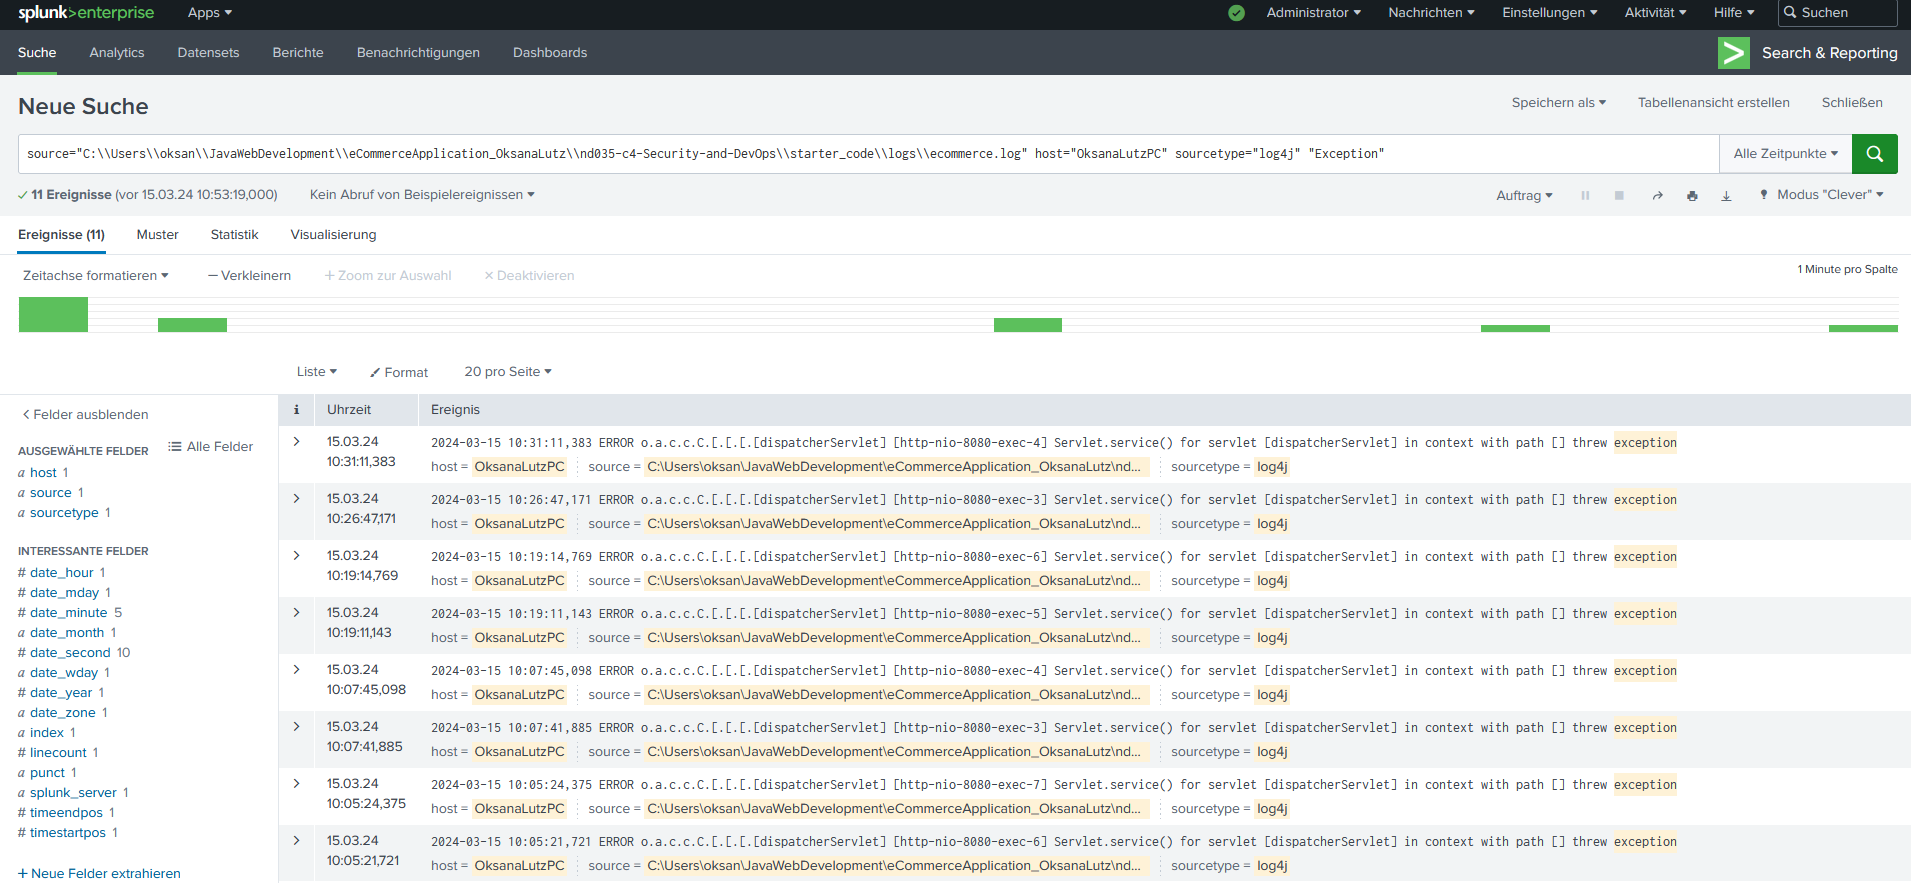 splunk>enterprise Apps Administrator Nachrichten Einstellungen Aktivität Hilfe Suchen
Suche Analytics Datensets Berichte Benachrichtigungen Dashboards Search & Reporting
Neue Suche Speichern als Tabellenansicht erstellen Schließen
source="C:\\Users\\oksan\\JavaWebDevelopment\\eCommerceApplication_OksanaLutz\\nd035-c4-Security-and-DevOps\\starter_code\\logs\\ecommerce.log" host="OksanaLutzPC" sourcetype="log4j" "Exception" Alle Zeitpunkte
11 Ereignisse (vor 15.03.24 10:53:19,000) Kein Abruf von Beispielereignissen Auftrag Modus "Clever"
Ereignisse (11) Muster Statistik Visualisierung
Zeitachse formatieren — Verkleinern + Zoom zur Auswahl × Deaktivieren 1 Minute pro Spalte
Liste Format 20 pro Seite
< Felder ausblenden
AUSGEWÄHLTE FELDER Alle Felder
a host 1
a source 1
a sourcetype 1
INTERESSANTE FELDER
# date_hour 1
# date_mday 1
# date_minute 5
a date_month 1
# date_second 10
a date_wday 1
# date_year 1
a date_zone 1
a index 1
# linecount 1
a punct 1
a splunk_server 1
# timeendpos 1
# timestartpos 1
+ Neue Felder extrahieren
i Uhrzeit Ereignis
> 15.03.24 10:31:11,383 2024-03-15 10:31:11,383 ERROR o.a.c.c.C.[.[.[.[dispatcherServlet] [http-nio-8080-exec-4] Servlet.service() for servlet [dispatcherServlet] in context with path [] threw exception
host = OksanaLutzPC source = C:\Users\oksan\JavaWebDevelopment\eCommerceApplication_OksanaLutz\nd... sourcetype = log4j
> 15.03.24 10:26:47,171 2024-03-15 10:26:47,171 ERROR o.a.c.c.C.[.[.[.[dispatcherServlet] [http-nio-8080-exec-3] Servlet.service() for servlet [dispatcherServlet] in context with path [] threw exception
host = OksanaLutzPC source = C:\Users\oksan\JavaWebDevelopment\eCommerceApplication_OksanaLutz\nd... sourcetype = log4j
> 15.03.24 10:19:14,769 2024-03-15 10:19:14,769 ERROR o.a.c.c.C.[.[.[.[dispatcherServlet] [http-nio-8080-exec-6] Servlet.service() for servlet [dispatcherServlet] in context with path [] threw exception
host = OksanaLutzPC source = C:\Users\oksan\JavaWebDevelopment\eCommerceApplication_OksanaLutz\nd... sourcetype = log4j
> 15.03.24 10:19:11,143 2024-03-15 10:19:11,143 ERROR o.a.c.c.C.[.[.[.[dispatcherServlet] [http-nio-8080-exec-5] Servlet.service() for servlet [dispatcherServlet] in context with path [] threw exception
host = OksanaLutzPC source = C:\Users\oksan\JavaWebDevelopment\eCommerceApplication_OksanaLutz\nd... sourcetype = log4j
> 15.03.24 10:07:45,098 2024-03-15 10:07:45,098 ERROR o.a.c.c.C.[.[.[.[dispatcherServlet] [http-nio-8080-exec-4] Servlet.service() for servlet [dispatcherServlet] in context with path [] threw exception
host = OksanaLutzPC source = C:\Users\oksan\JavaWebDevelopment\eCommerceApplication_OksanaLutz\nd... sourcetype = log4j
> 15.03.24 10:07:41,885 2024-03-15 10:07:41,885 ERROR o.a.c.c.C.[.[.[.[dispatcherServlet] [http-nio-8080-exec-3] Servlet.service() for servlet [dispatcherServlet] in context with path [] threw exception
host = OksanaLutzPC source = C:\Users\oksan\JavaWebDevelopment\eCommerceApplication_OksanaLutz\nd... sourcetype = log4j
> 15.03.24 10:05:24,375 2024-03-15 10:05:24,375 ERROR o.a.c.c.C.[.[.[.[dispatcherServlet] [http-nio-8080-exec-7] Servlet.service() for servlet [dispatcherServlet] in context with path [] threw exception
host = OksanaLutzPC source = C:\Users\oksan\JavaWebDevelopment\eCommerceApplication_OksanaLutz\nd... sourcetype = log4j
> 15.03.24 10:05:21,721 2024-03-15 10:05:21,721 ERROR o.a.c.c.C.[.[.[.[dispatcherServlet] [http-nio-8080-exec-6] Servlet.service() for servlet [dispatcherServlet] in context with path [] threw exception
host = OksanaLutzPC source = C:\Users\oksan\JavaWebDevelopment\eCommerceApplication_OksanaLutz\nd... sourcetype = log4j